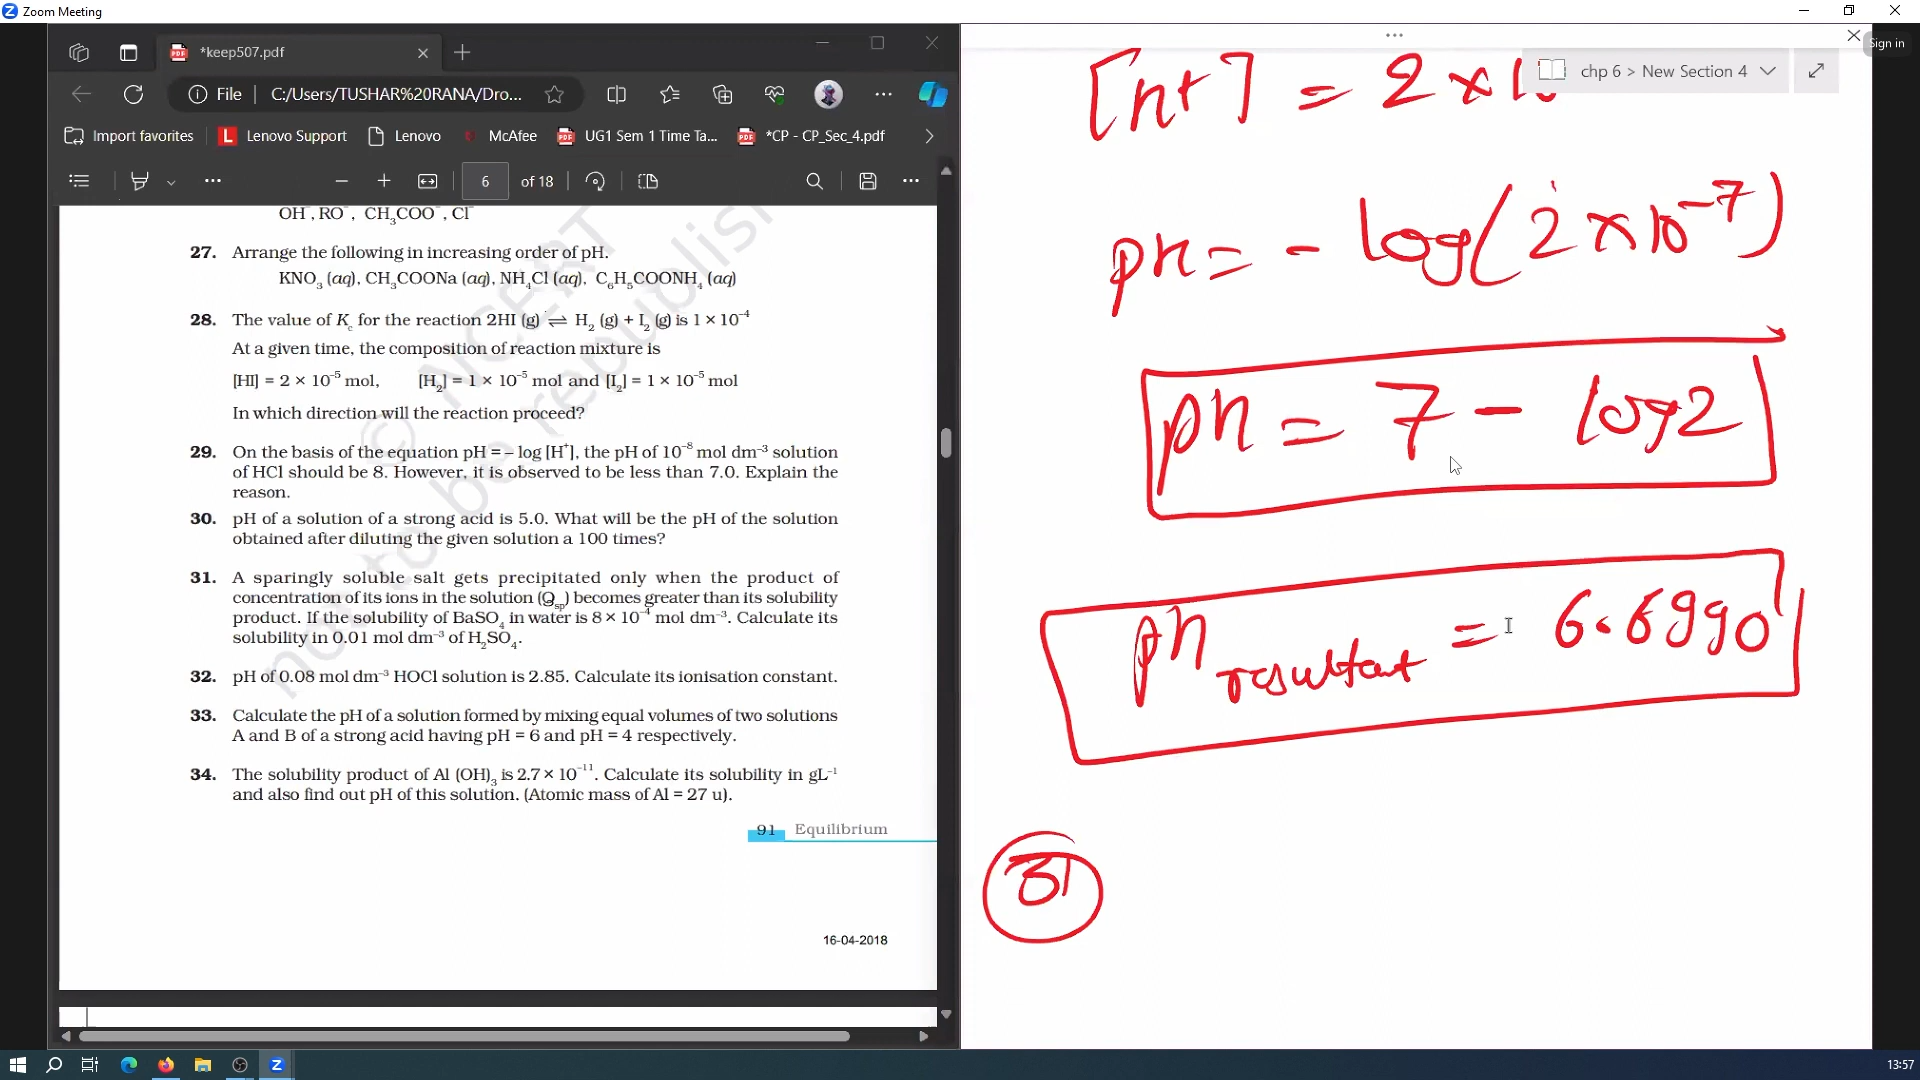 Zoom Meeting
*keep507.pdf
Sign in
File
C:/Users/TUSHAR%20RANA/Dro...
chp 6 > New Section 4
Import favorites
Lenovo Support
Lenovo
McAfee
UG1 Sem 1 Time Ta...
*CP - CP_Sec_4.pdf
6 of 18
OH⁻, RO⁻, CH₃COO⁻, Cl⁻
27. Arrange the following in increasing order of pH.
KNO₃ (aq), CH₃COONa (aq), NH₄Cl (aq), C₆H₅COONH₄ (aq)
28. The value of K꜀ for the reaction 2HI (g) ⇌ H₂ (g) + I₂ (g) is 1 × 10⁻⁴
At a given time, the composition of reaction mixture is
[HI] = 2 × 10⁻⁵ mol, [H₂] = 1 × 10⁻⁵ mol and [I₂] = 1 × 10⁻⁵ mol
In which direction will the reaction proceed?
29. On the basis of the equation pH = – log [H⁺], the pH of 10⁻⁸ mol dm⁻³ solution
of HCl should be 8. However, it is observed to be less than 7.0. Explain the
reason.
30. pH of a solution of a strong acid is 5.0. What will be the pH of the solution
obtained after diluting the given solution a 100 times?
31. A sparingly soluble salt gets precipitated only when the product of
concentration of its ions in the solution (Qsp) becomes greater than its solubility
product. If the solubility of BaSO₄ in water is 8 × 10⁻⁴ mol dm⁻³. Calculate its
solubility in 0.01 mol dm⁻³ of H₂SO₄.
32. pH of 0.08 mol dm⁻³ HOCl solution is 2.85. Calculate its ionisation constant.
33. Calculate the pH of a solution formed by mixing equal volumes of two solutions
A and B of a strong acid having pH = 6 and pH = 4 respectively.
34. The solubility product of Al (OH)₃ is 2.7 × 10⁻¹¹. Calculate its solubility in gL⁻¹
and also find out pH of this solution. (Atomic mass of Al = 27 u).
91 Equilibrium
16-04-2018
© NCERT
not to be republish
[H+] = 2 ×
pH = - log(2 × 10⁻⁷)
pH = 7 - log2
pH resultant = 6.6990
31
13:57